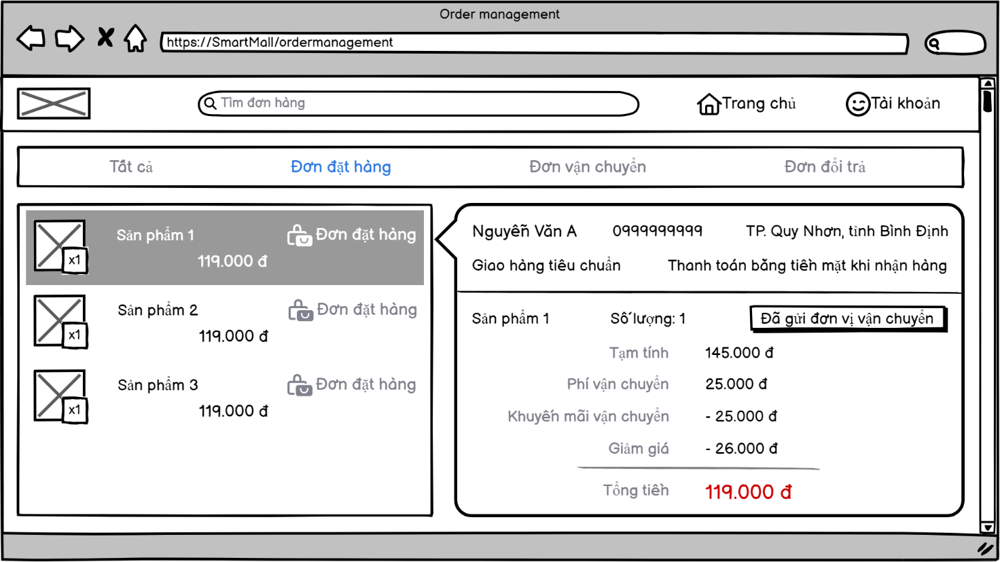 Order management
https://SmartMall/ordermanagement
Tìm đơn hàng
Trang chủ
Tài khoản
Tất cả
Đơn đặt hàng
Đơn vận chuyển
Đơn đổi trả
Sản phẩm 1
Đơn đặt hàng
x1
119.000 đ
Sản phẩm 2
Đơn đặt hàng
x1
119.000 đ
Sản phẩm 3
Đơn đặt hàng
x1
119.000 đ
Nguyễn Văn A 0999999999 TP. Quy Nhơn, tỉnh Bình Định
Giao hàng tiêu chuẩn Thanh toán bằng tiền mặt khi nhận hàng
Sản phẩm 1 Số lượng: 1 Đã gửi đơn vị vận chuyển
Tạm tính 145.000 đ
Phí vận chuyển 25.000 đ
Khuyến mãi vận chuyển - 25.000 đ
Giảm giá - 26.000 đ
Tổng tiền 119.000 đ